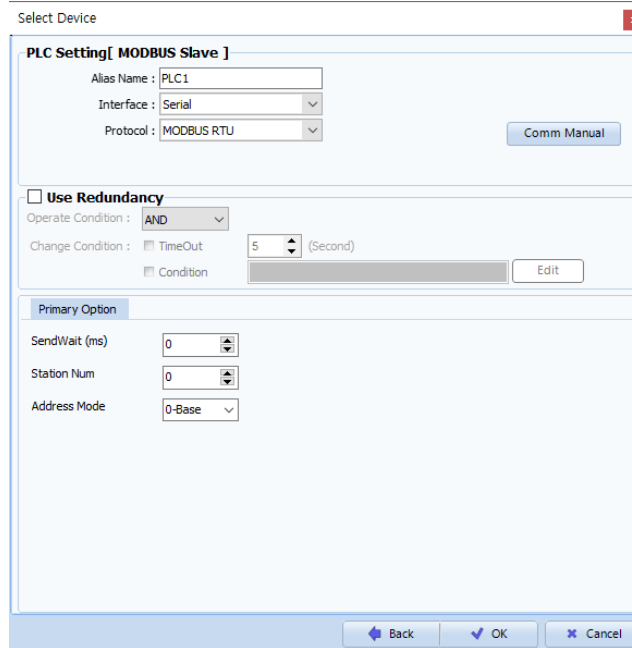 Select Device
PLC Setting[ MODBUS Slave ]
Alias Name : PLC1
Interface : Serial
Protocol : MODBUS RTU
Comm Manual
Use Redundancy
Operate Condition : AND
Change Condition : TimeOut 5 (Second)
Condition Edit
Primary Option
SendWait (ms) 0
Station Num 0
Address Mode 0-Base
Back OK Cancel